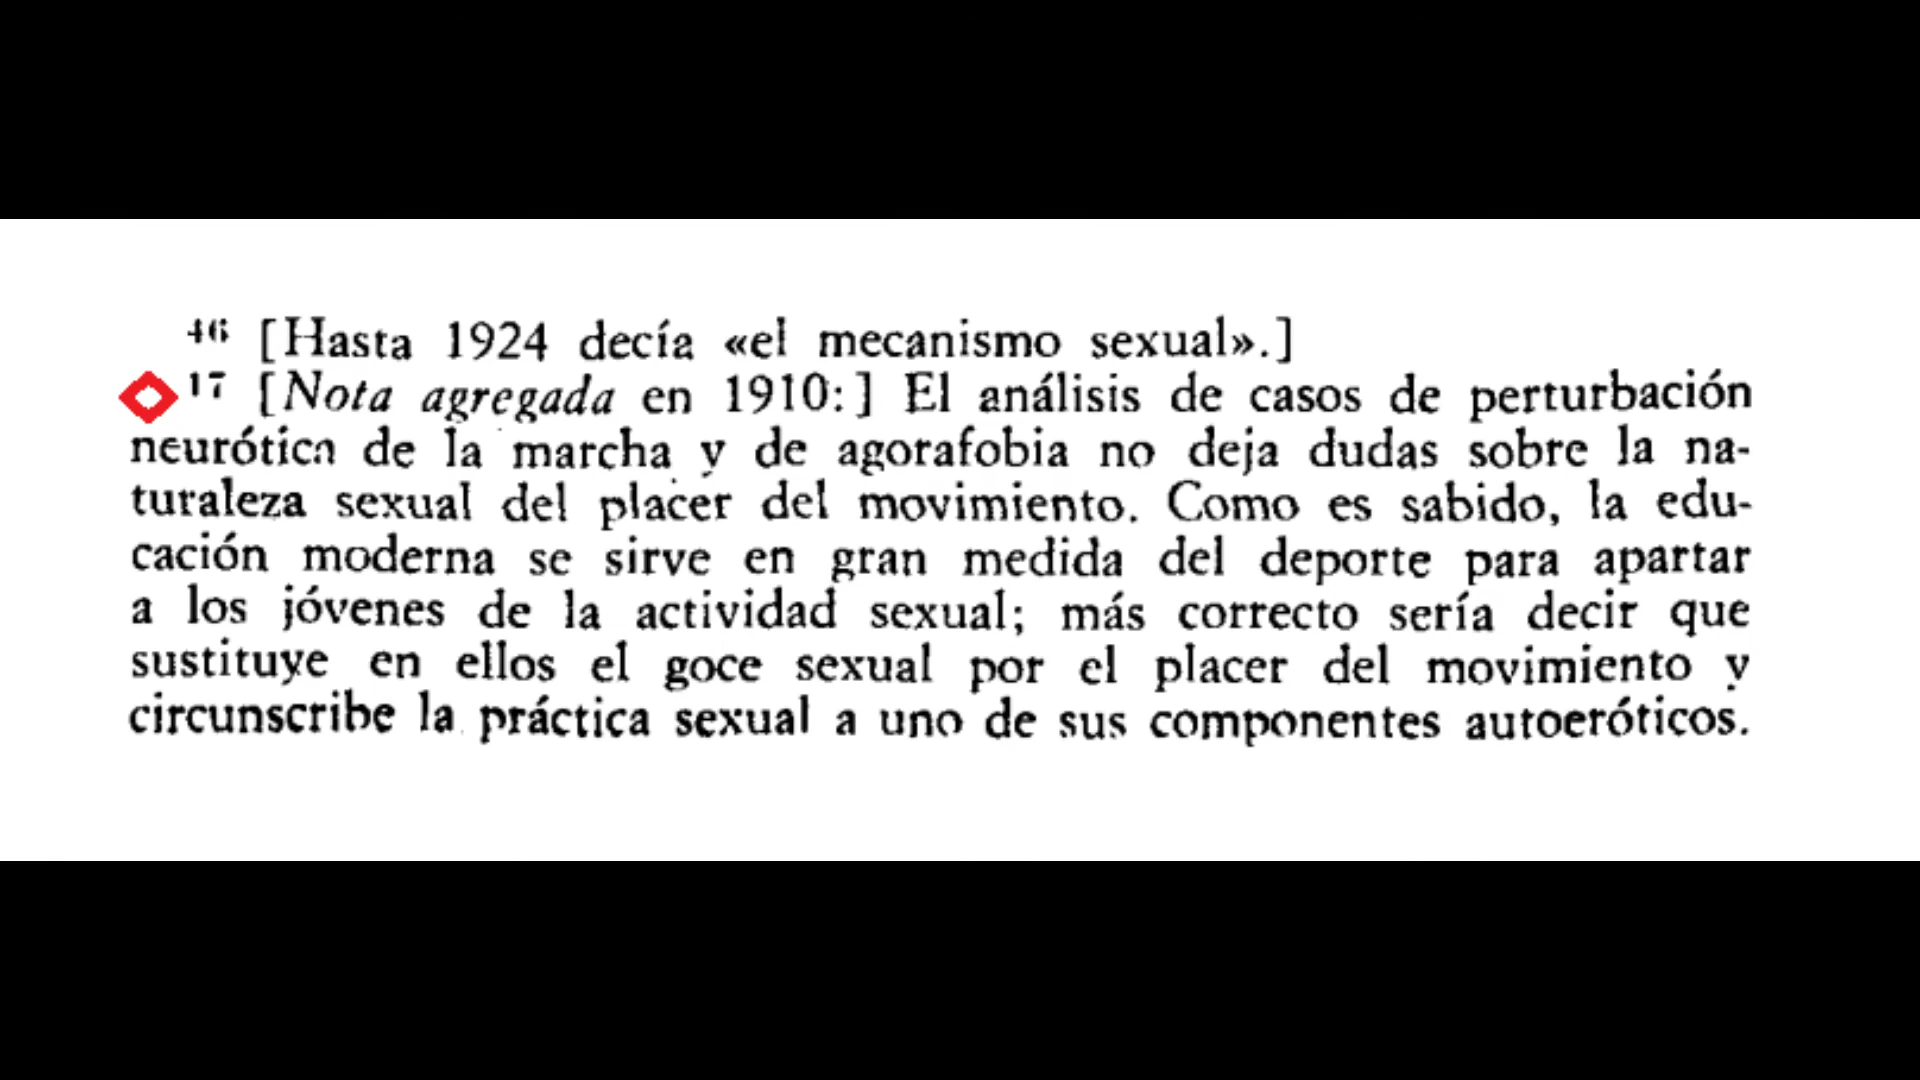 46 [Hasta 1924 decía «el mecanismo sexual».]
17 [Nota agregada en 1910:] El análisis de casos de perturbación
neurótica de la marcha y de agorafobia no deja dudas sobre la na-
turaleza sexual del placer del movimiento. Como es sabido, la edu-
cación moderna se sirve en gran medida del deporte para apartar
a los jóvenes de la actividad sexual; más correcto sería decir que
sustituye en ellos el goce sexual por el placer del movimiento y
circunscribe la práctica sexual a uno de sus componentes autoeróticos.